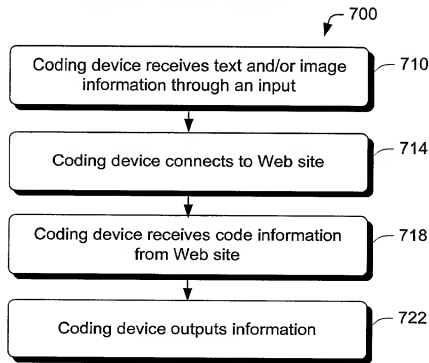 700
Coding device receives text and/or image
information through an input
710
Coding device connects to Web site
714
Coding device receives code information
from Web site
718
Coding device outputs information
722